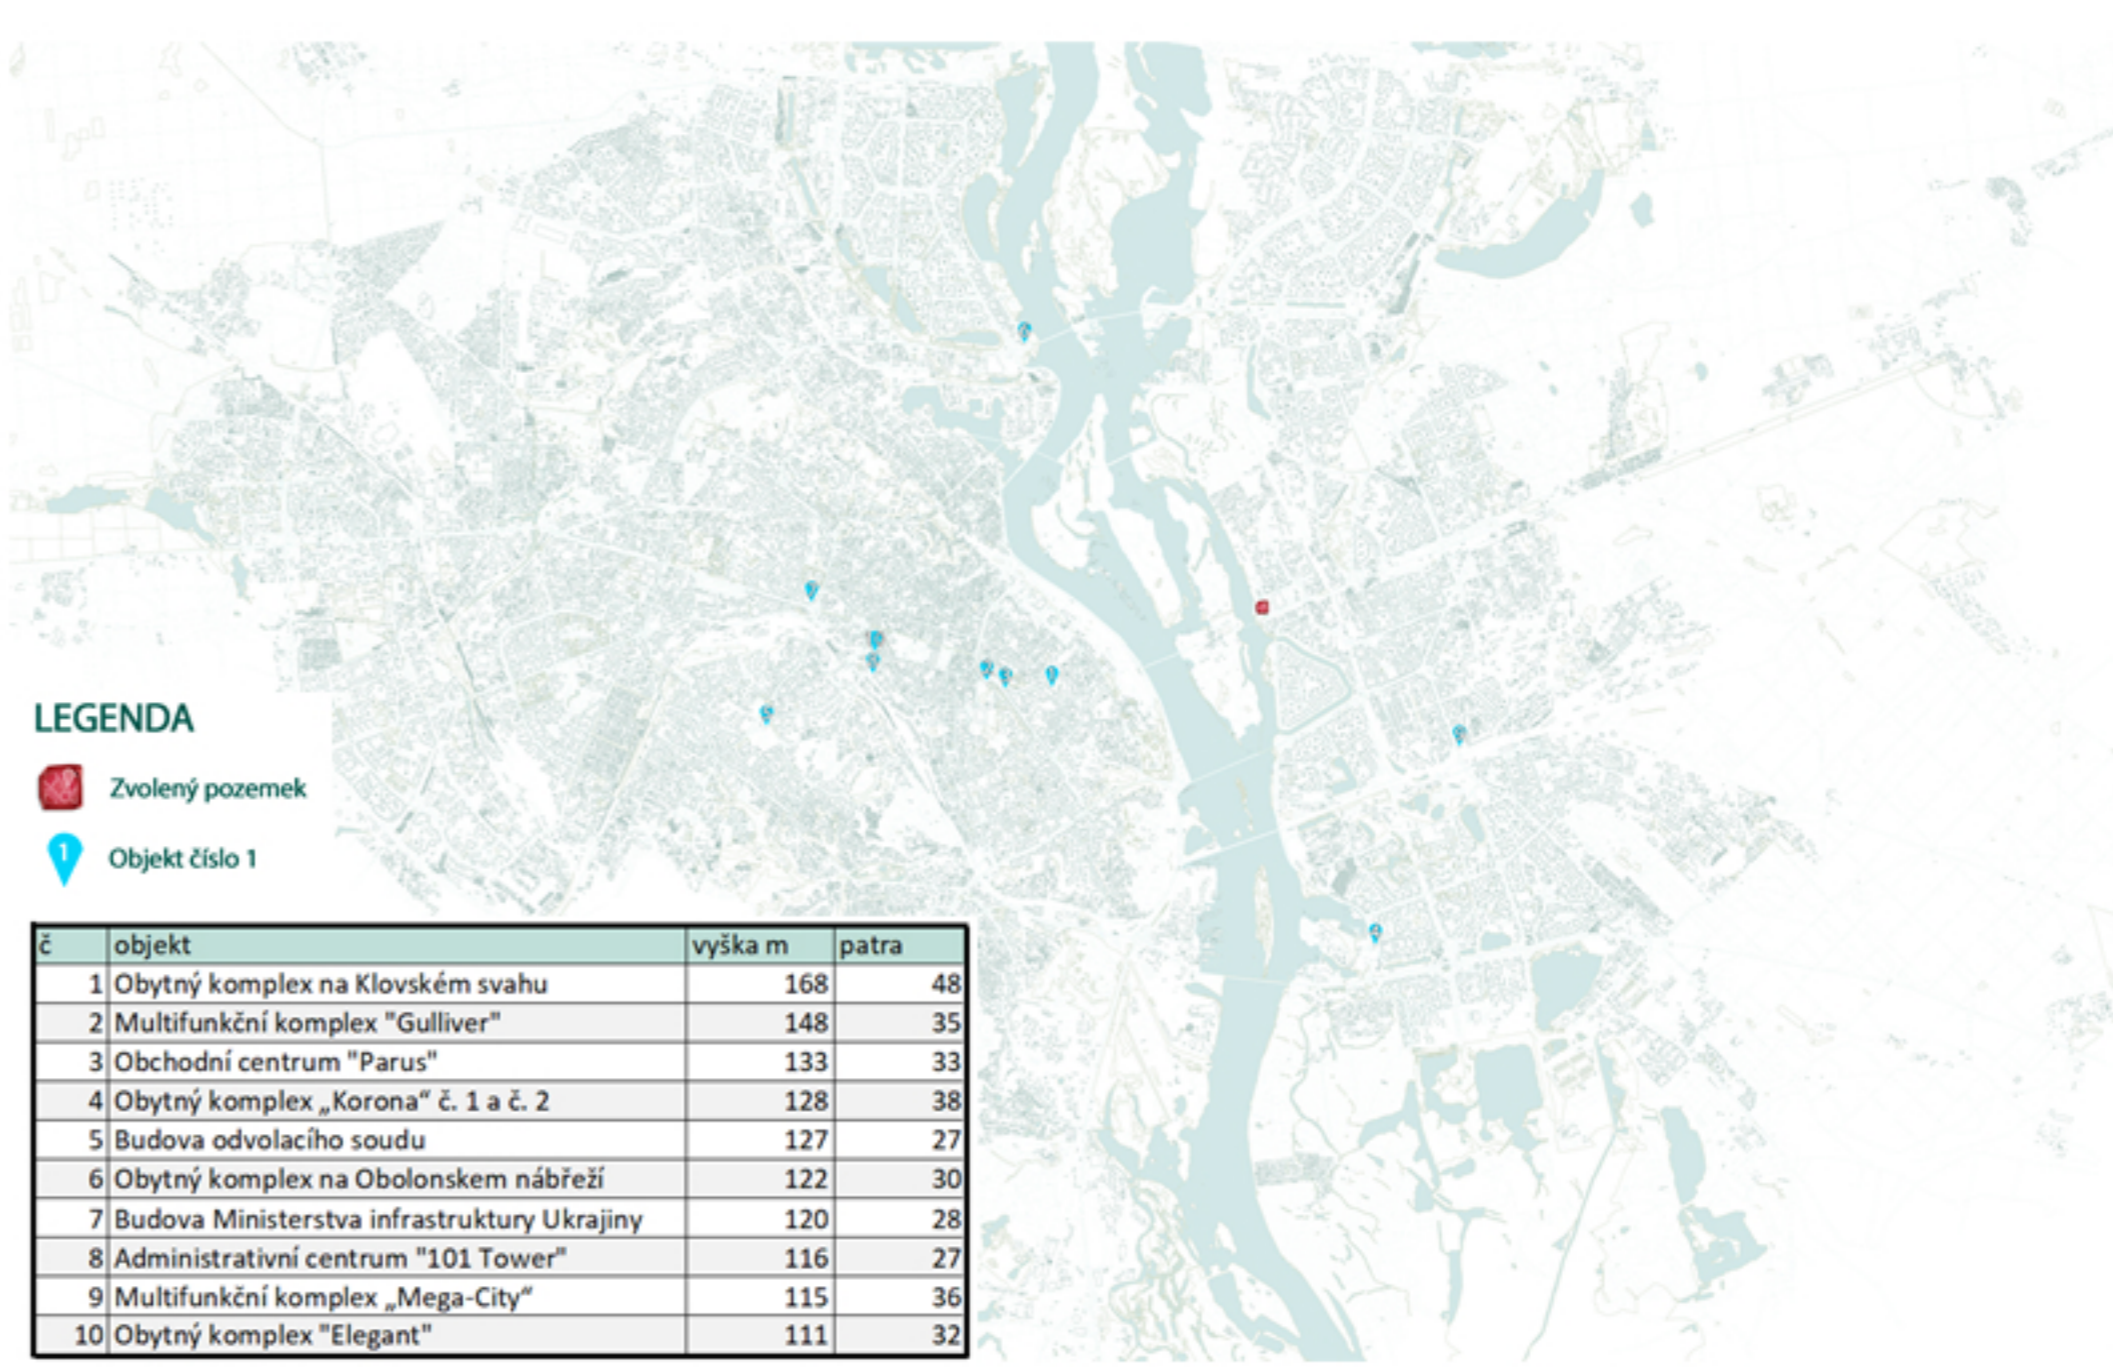 LEGENDA
Zvolený pozemek
1
Objekt číslo 1
č objekt vyška m patra
1 Obytný komplex na Klovském svahu 168 48
2 Multifunkční komplex "Gulliver" 148 35
3 Obchodní centrum "Parus" 133 33
4 Obytný komplex „Korona“ č. 1 a č. 2 128 38
5 Budova odvolacího soudu 127 27
6 Obytný komplex na Obolonskem nábřeží 122 30
7 Budova Ministerstva infrastruktury Ukrajiny 120 28
8 Administrativní centrum "101 Tower" 116 27
9 Multifunkční komplex „Mega-City“ 115 36
10 Obytný komplex "Elegant" 111 32